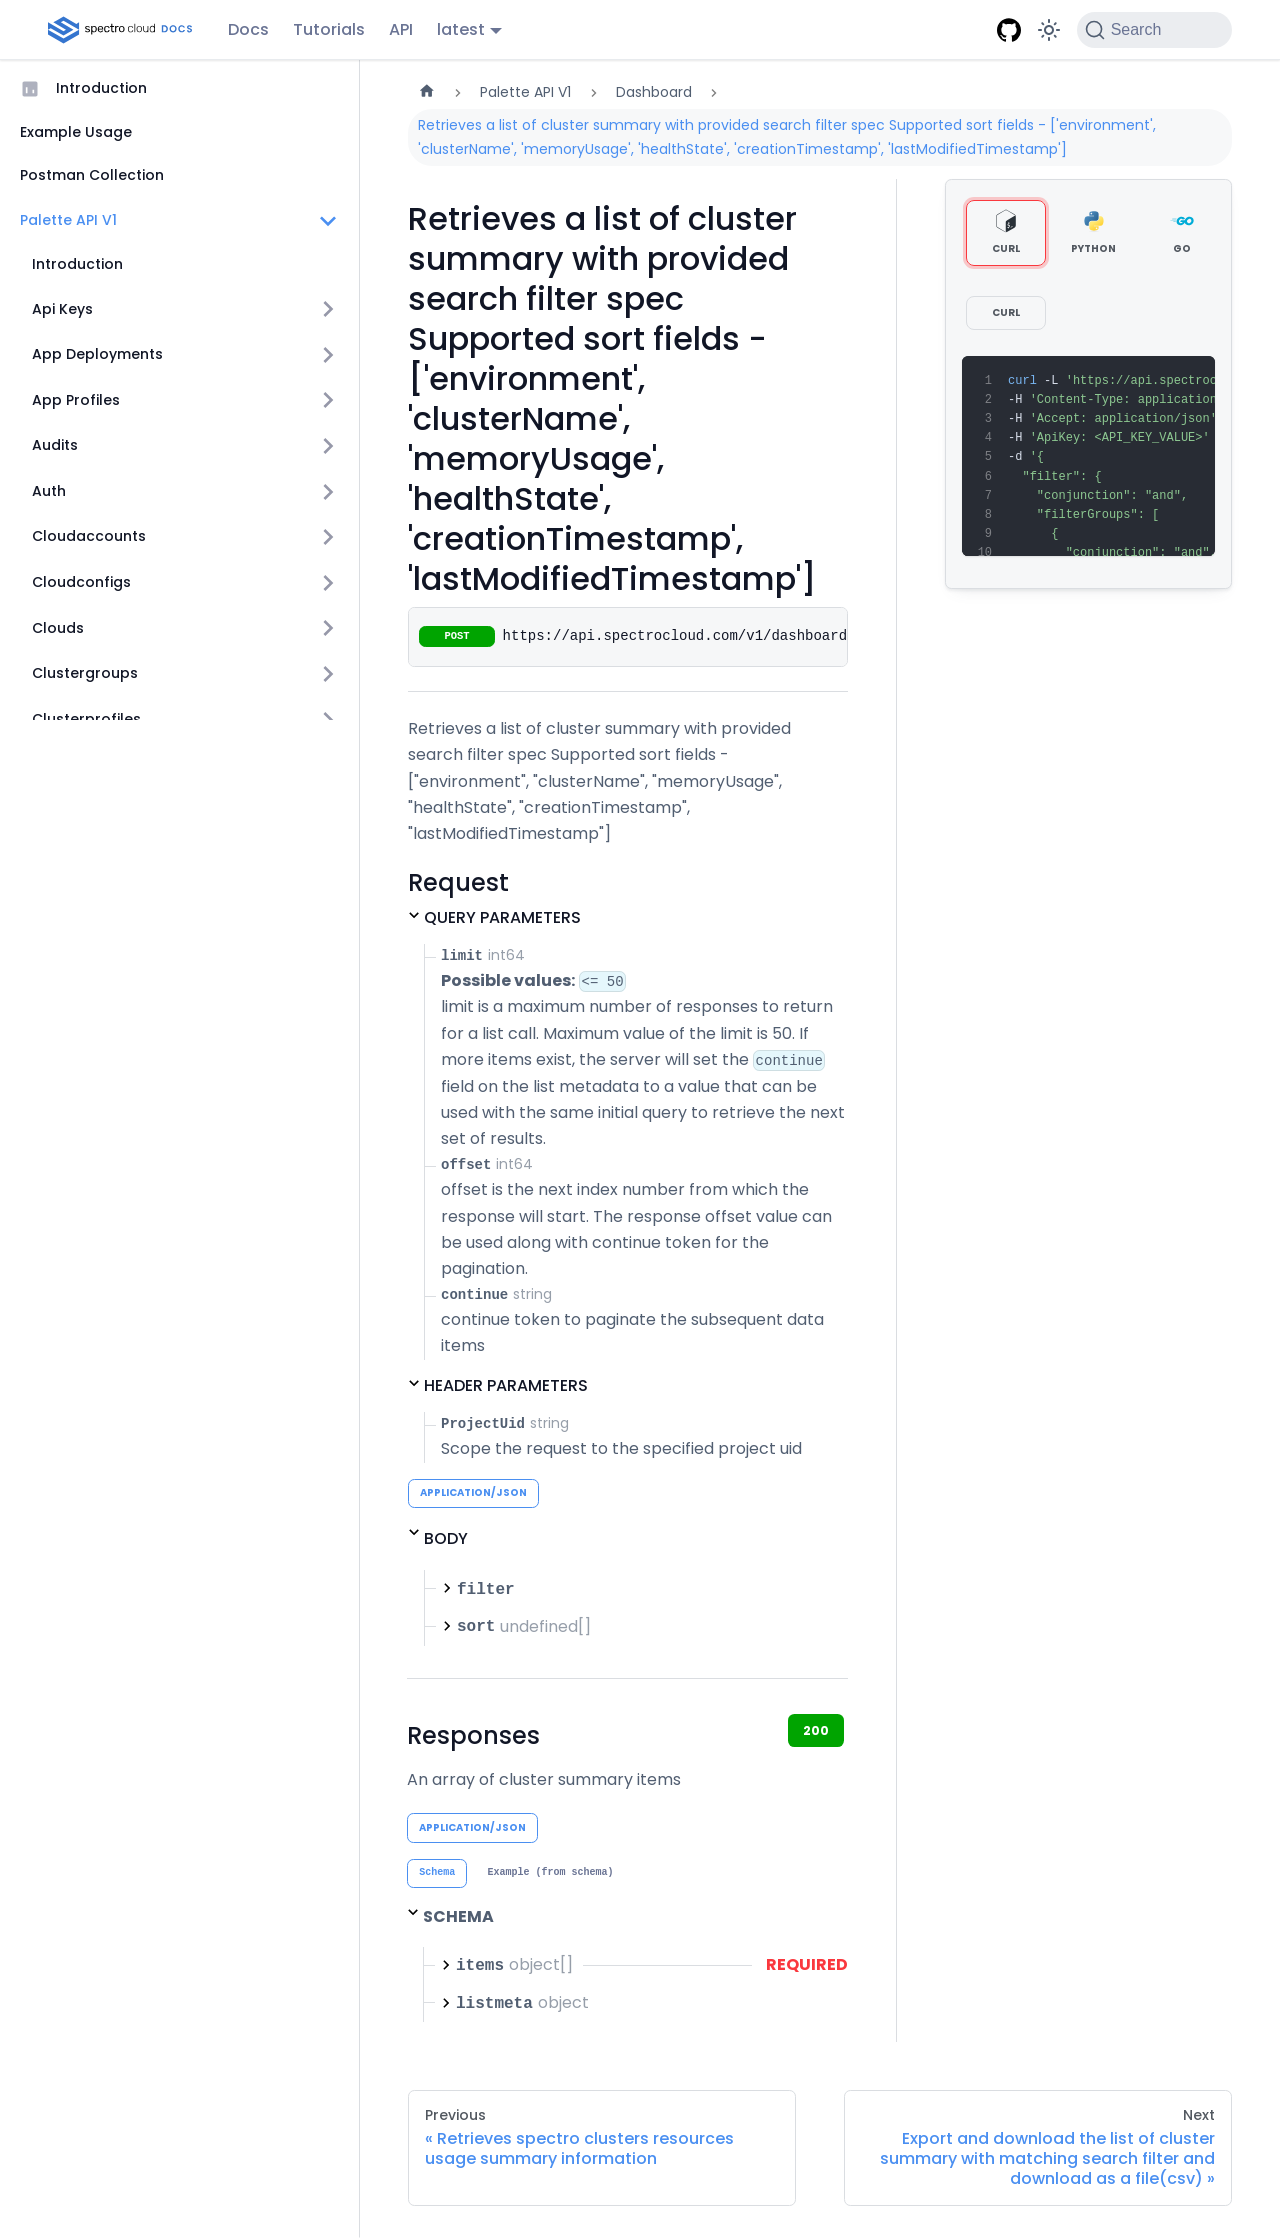 spectro cloud DOCS
Docs
Tutorials
API
latest
Search
Introduction
Example Usage
Postman Collection
Palette API V1
Introduction
Api Keys
App Deployments
App Profiles
Audits
Auth
Cloudaccounts
Cloudconfigs
Clouds
Clustergroups
Clusterprofiles
Palette API V1
Dashboard
Retrieves a list of cluster summary with provided search filter spec Supported sort fields - ['environment',
'clusterName', 'memoryUsage', 'healthState', 'creationTimestamp', 'lastModifiedTimestamp']
Retrieves a list of cluster
summary with provided
search filter spec
Supported sort fields -
['environment',
'clusterName',
'memoryUsage',
'healthState',
'creationTimestamp',
'lastModifiedTimestamp']
POST https://api.spectrocloud.com/v1/dashboard
Retrieves a list of cluster summary with provided
search filter spec Supported sort fields -
["environment", "clusterName", "memoryUsage",
"healthState", "creationTimestamp",
"lastModifiedTimestamp"]
Request
QUERY PARAMETERS
limit int64
Possible values: <= 50
limit is a maximum number of responses to return
for a list call. Maximum value of the limit is 50. If
more items exist, the server will set the continue
field on the list metadata to a value that can be
used with the same initial query to retrieve the next
set of results.
offset int64
offset is the next index number from which the
response will start. The response offset value can
be used along with continue token for the
pagination.
continue string
continue token to paginate the subsequent data
items
HEADER PARAMETERS
ProjectUid string
Scope the request to the specified project uid
APPLICATION/JSON
BODY
filter
sort undefined[]
Responses
200
An array of cluster summary items
APPLICATION/JSON
Schema
Example (from schema)
SCHEMA
items object[] REQUIRED
listmeta object
CURL
PYTHON
GO
CURL
1 curl -L 'https://api.spectroc
2 -H 'Content-Type: application
3 -H 'Accept: application/json'
4 -H 'ApiKey: <API_KEY_VALUE>'
5 -d '{
6 "filter": {
7 "conjunction": "and",
8 "filterGroups": [
9 {
10 "conjunction": "and"
Previous
« Retrieves spectro clusters resources
usage summary information
Next
Export and download the list of cluster
summary with matching search filter and
download as a file(csv) »